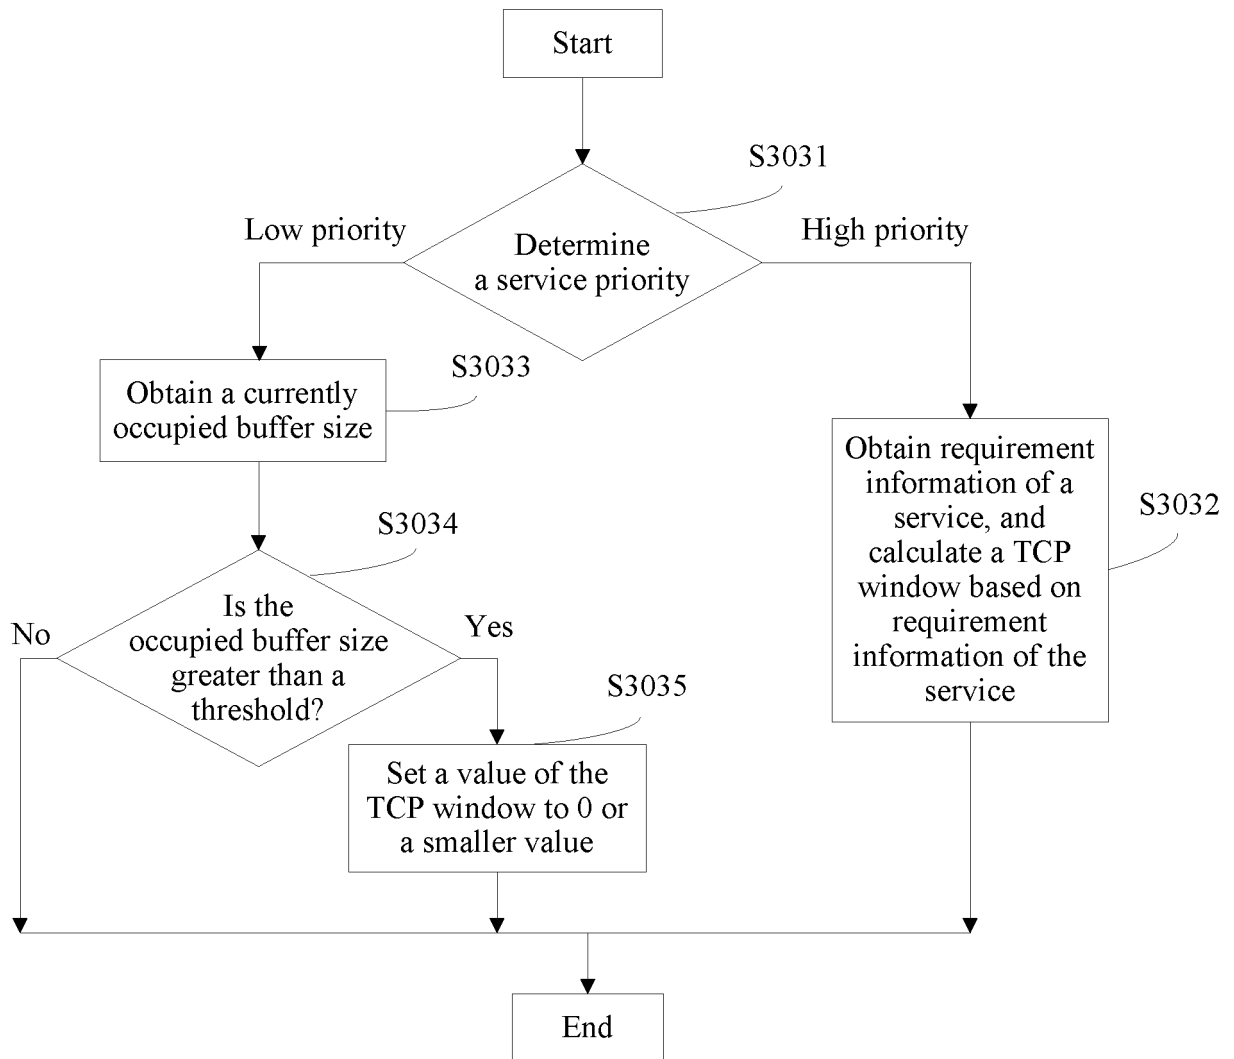 Start
S3031
Low priority
High priority
Determine
a service priority
S3033
Obtain a currently
occupied buffer size
Obtain requirement
information of a
service, and
calculate a TCP
window based on
requirement
information of the
service
S3032
S3034
Is the
occupied buffer size
greater than a
threshold?
No
Yes
S3035
Set a value of the
TCP window to 0 or
a smaller value
End